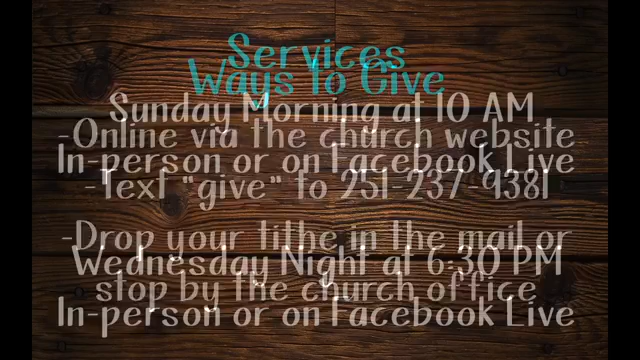 Services
Ways to Give
Sunday Morning at 10 AM
-Online via the church website
In-person or on Facebook Live
-Text "give" to 251-237-9381
-Drop your tithe in the mail or
Wednesday Night at 6:30 PM
stop by the church office
In-person or on Facebook Live